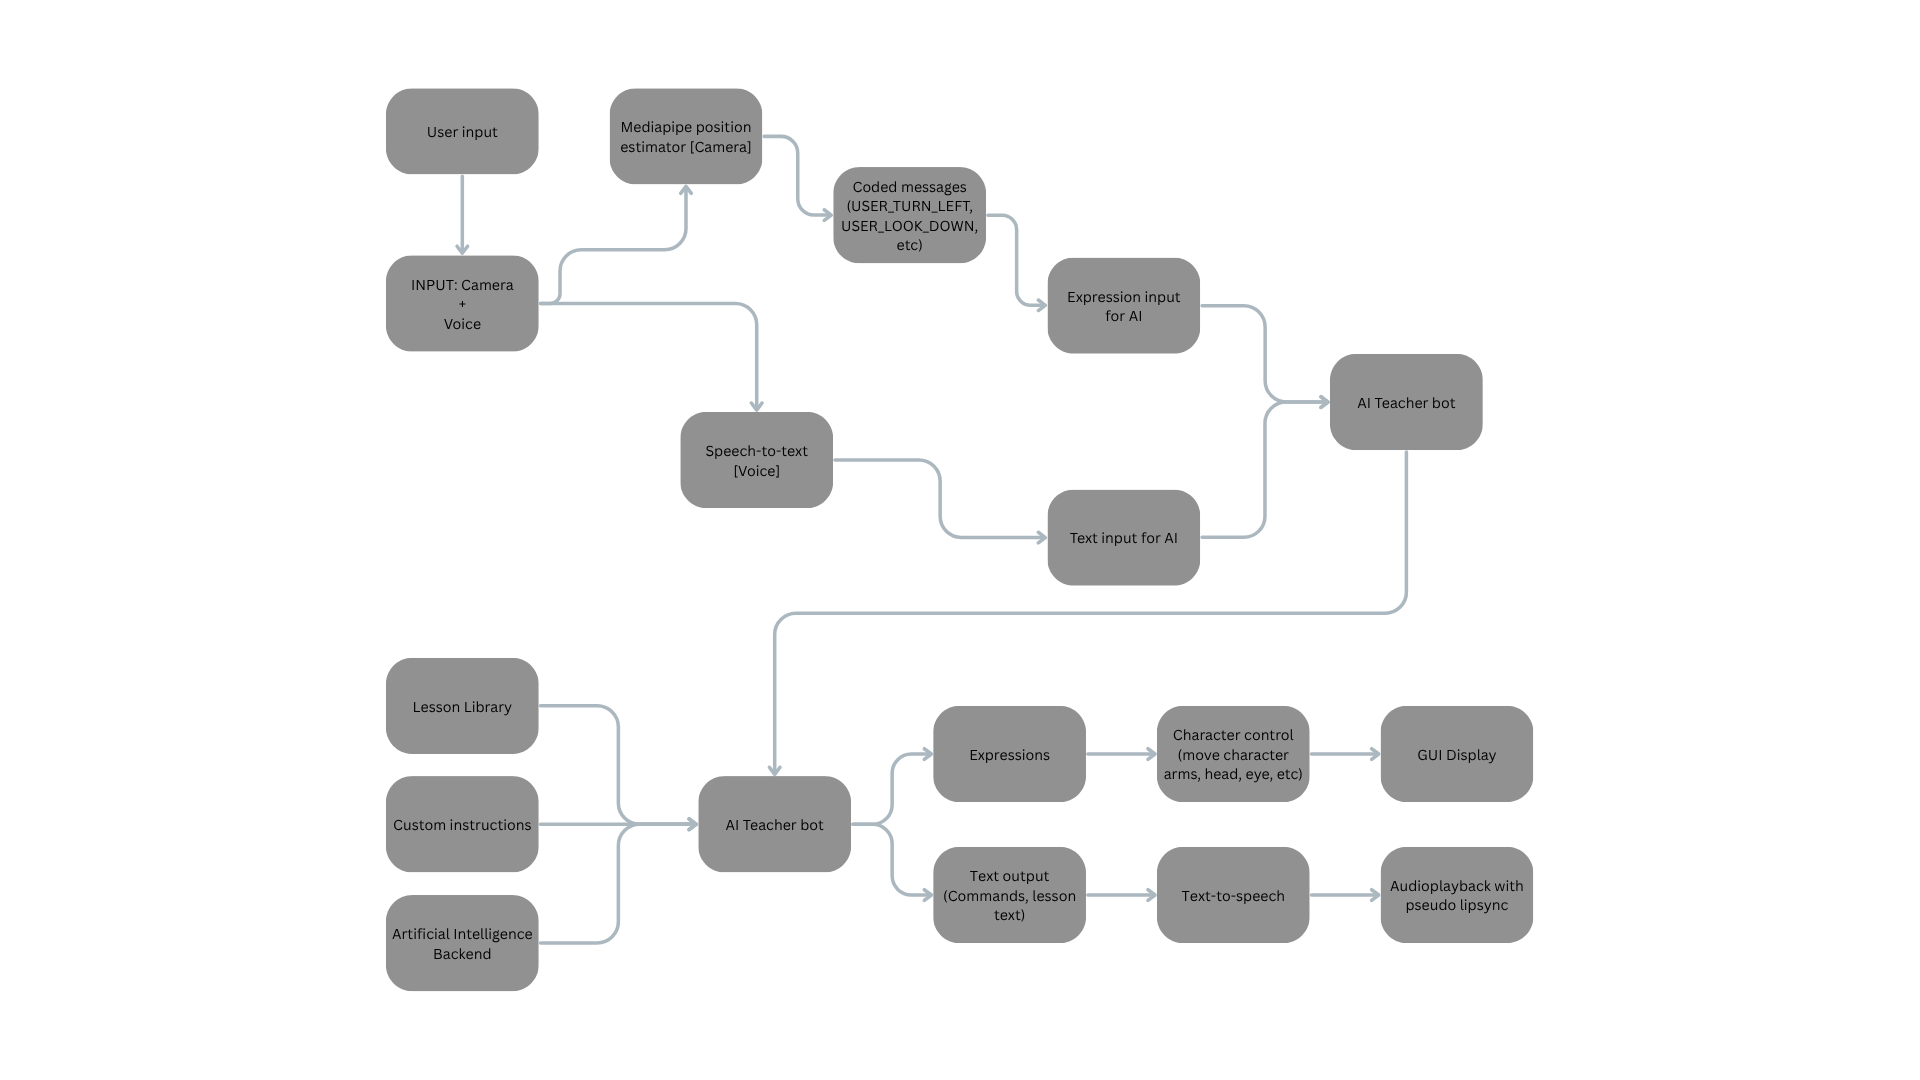 User input
Mediapipe position
estimator [Camera]
Coded messages
(USER_TURN_LEFT,
USER_LOOK_DOWN,
etc)
INPUT: Camera
+
Voice
Expression input
for AI
AI Teacher bot
Speech-to-text
[Voice]
Text input for AI
Lesson Library
Custom instructions
Artificial Intelligence
Backend
AI Teacher bot
Expressions
Character control
(move character
arms, head, eye, etc)
GUI Display
Text output
(Commands, lesson
text)
Text-to-speech
Audioplayback with
pseudo lipsync